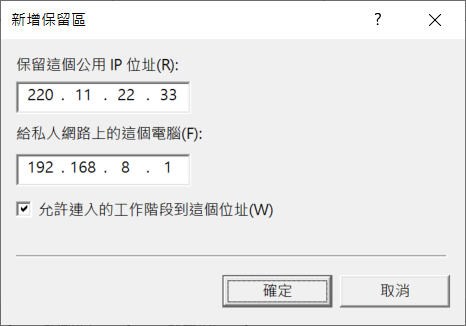 新增保留區
?
保留這個公用 IP 位址(R):
220 . 11 . 22 . 33
給私人網路上的這個電腦(F):
192 . 168 . 8 . 1
允許連入的工作階段到這個位址(W)
確定 取消